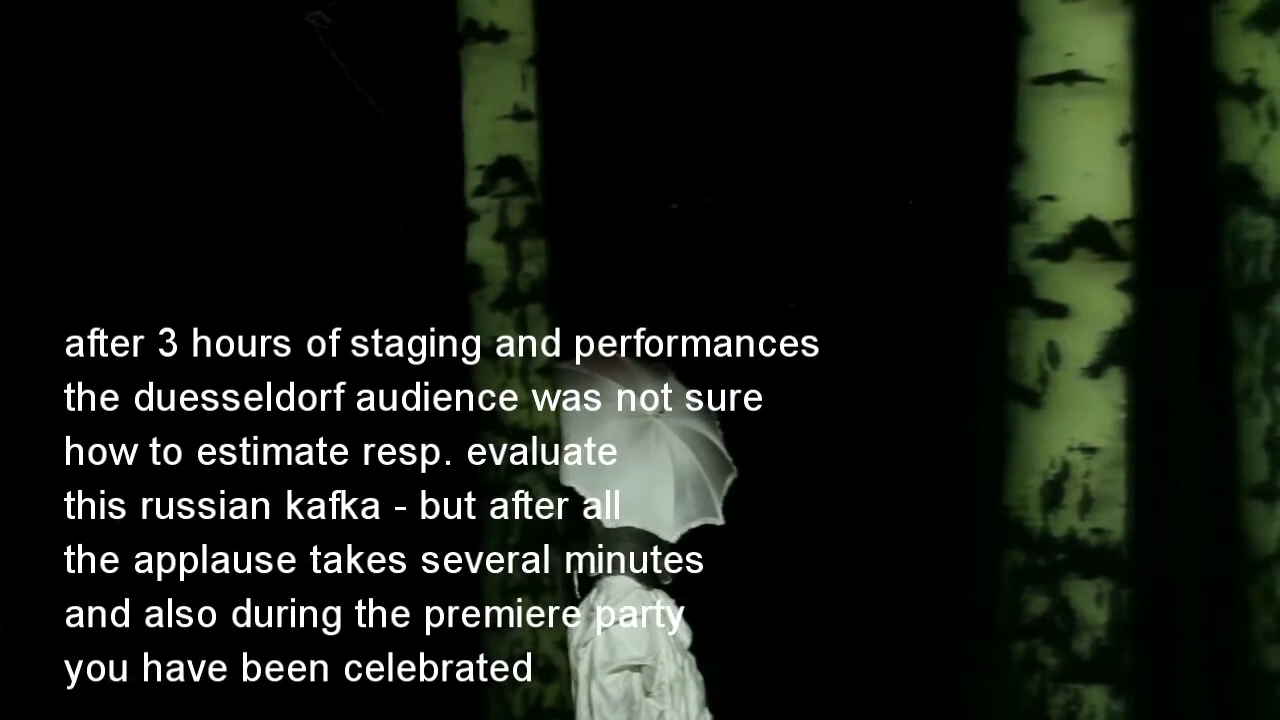 after 3 hours of staging and performances
the duesseldorf audience was not sure
how to estimate resp. evaluate
this russian kafka - but after all
the applause takes several minutes
and also during the premiere party
you have been celebrated